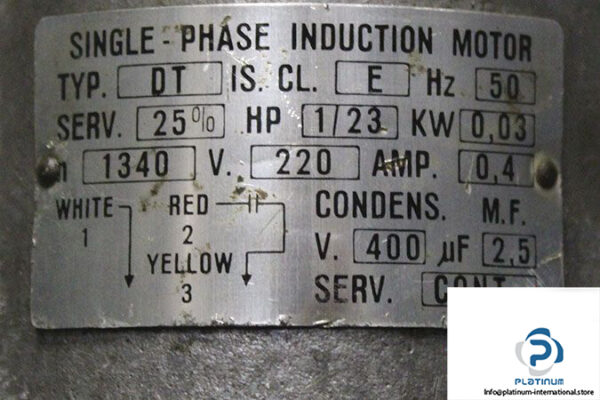 SINGLE-PHASE INDUCTION MOTOR
TYP. DT IS. CL. E Hz 50
SERV. 25% HP 1/23 KW 0,03
n 1340 V. 220 AMP. 0,4
WHITE RED CONDENS. M.F.
1 2
V. 400 µF 2,5
YELLOW
3 SERV. CONT
PLATINUM
Info@platinum-international.store